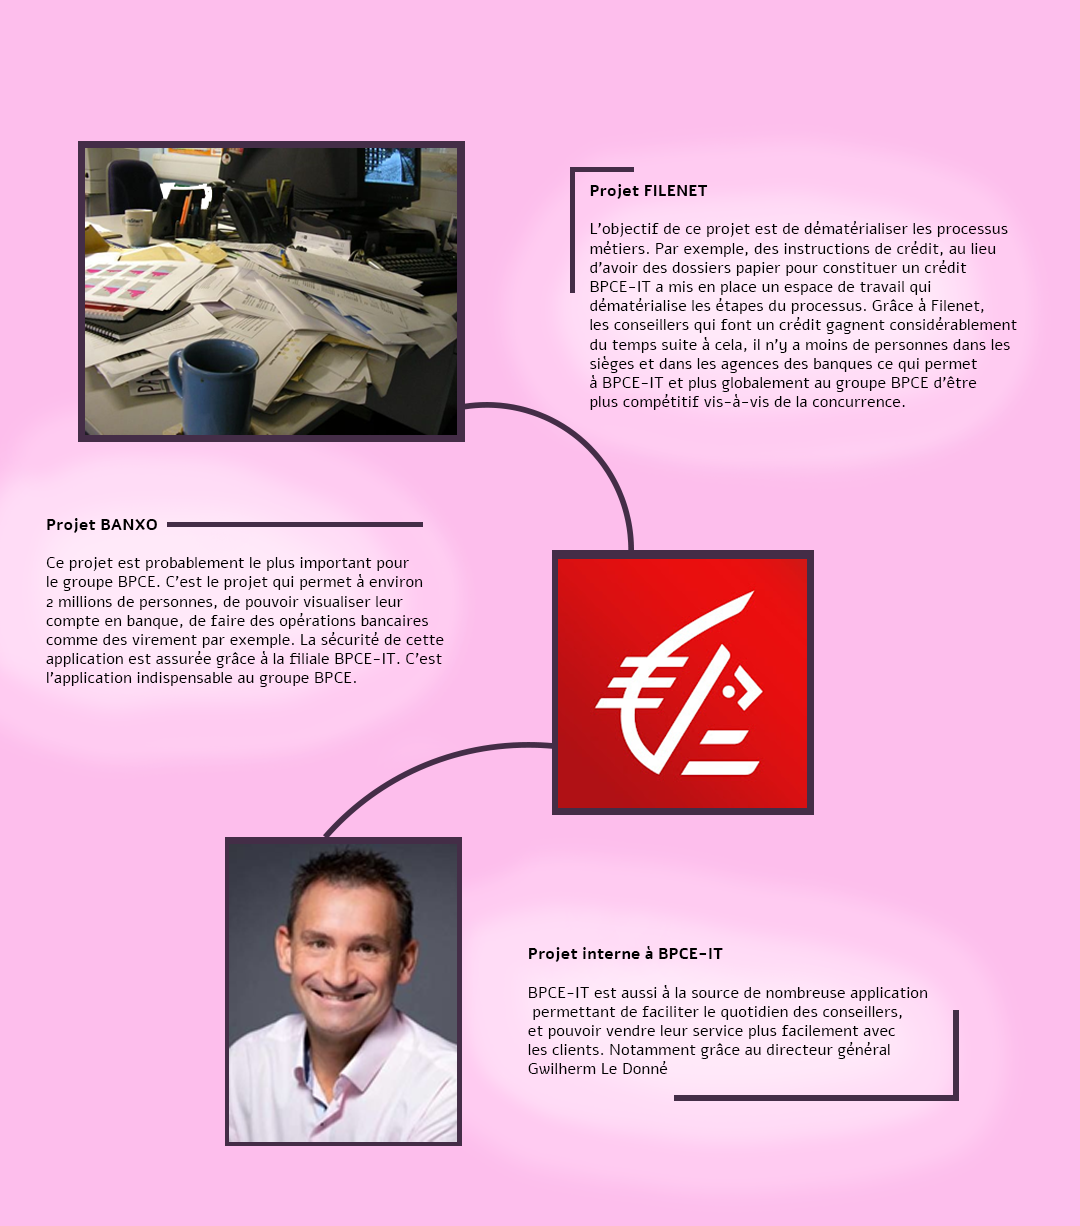 Projet FILENET
L'objectif de ce projet est de dématérialiser les processus
métiers. Par exemple, des instructions de crédit, au lieu
d'avoir des dossiers papier pour constituer un crédit
BPCE-IT a mis en place un espace de travail qui
dématérialise les étapes du processus. Grâce à Filenet,
les conseillers qui font un crédit gagnent considérablement
du temps suite à cela, il n'y a moins de personnes dans les
sièges et dans les agences des banques ce qui permet
à BPCE-IT et plus globalement au groupe BPCE d'être
plus compétitif vis-à-vis de la concurrence.
Projet BANXO
Ce projet est probablement le plus important pour
le groupe BPCE. C'est le projet qui permet à environ
2 millions de personnes, de pouvoir visualiser leur
compte en banque, de faire des opérations bancaires
comme des virement par exemple. La sécurité de cette
application est assurée grâce à la filiale BPCE-IT. C'est
l'application indispensable au groupe BPCE.
Projet interne à BPCE-IT
BPCE-IT est aussi à la source de nombreuse application
permettant de faciliter le quotidien des conseillers,
et pouvoir vendre leur service plus facilement avec
les clients. Notamment grâce au directeur général
Gwilherm Le Donné